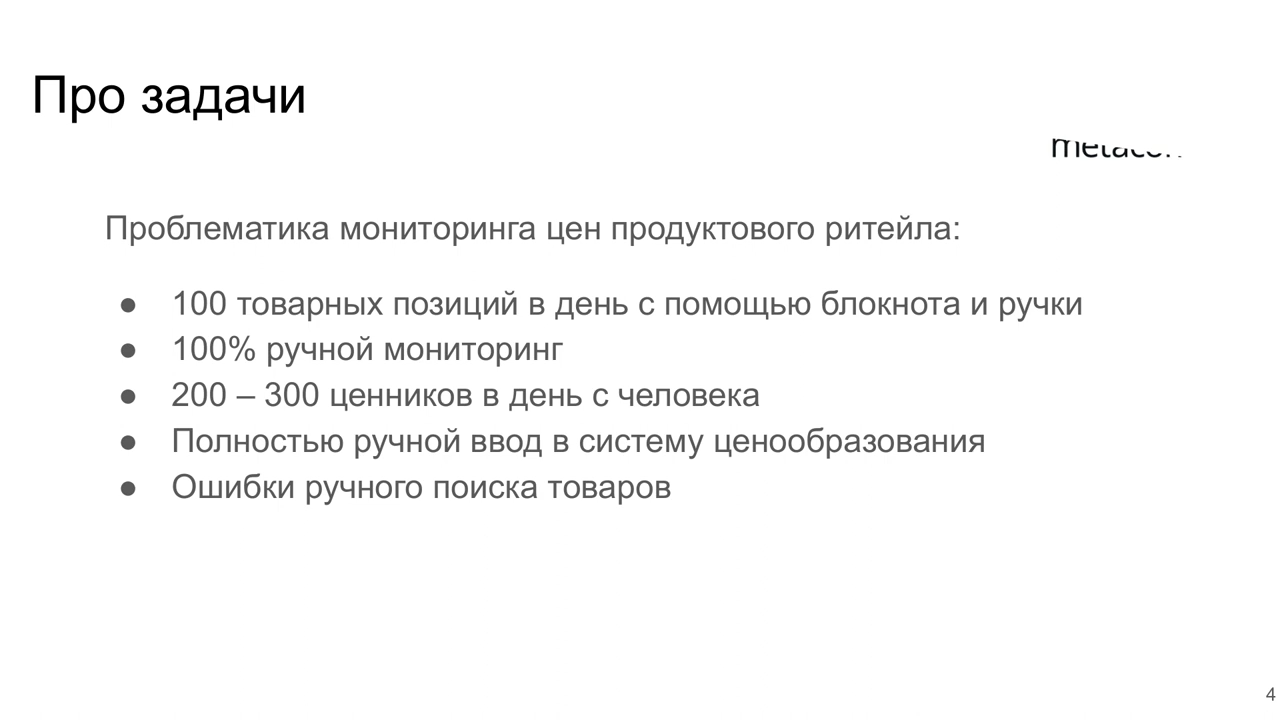 Про задачи
Проблематика мониторинга цен продуктового ритейла:
● 100 товарных позиций в день с помощью блокнота и ручки
● 100% ручной мониторинг
● 200 – 300 ценников в день с человека
● Полностью ручной ввод в систему ценообразования
● Ошибки ручного поиска товаров
4